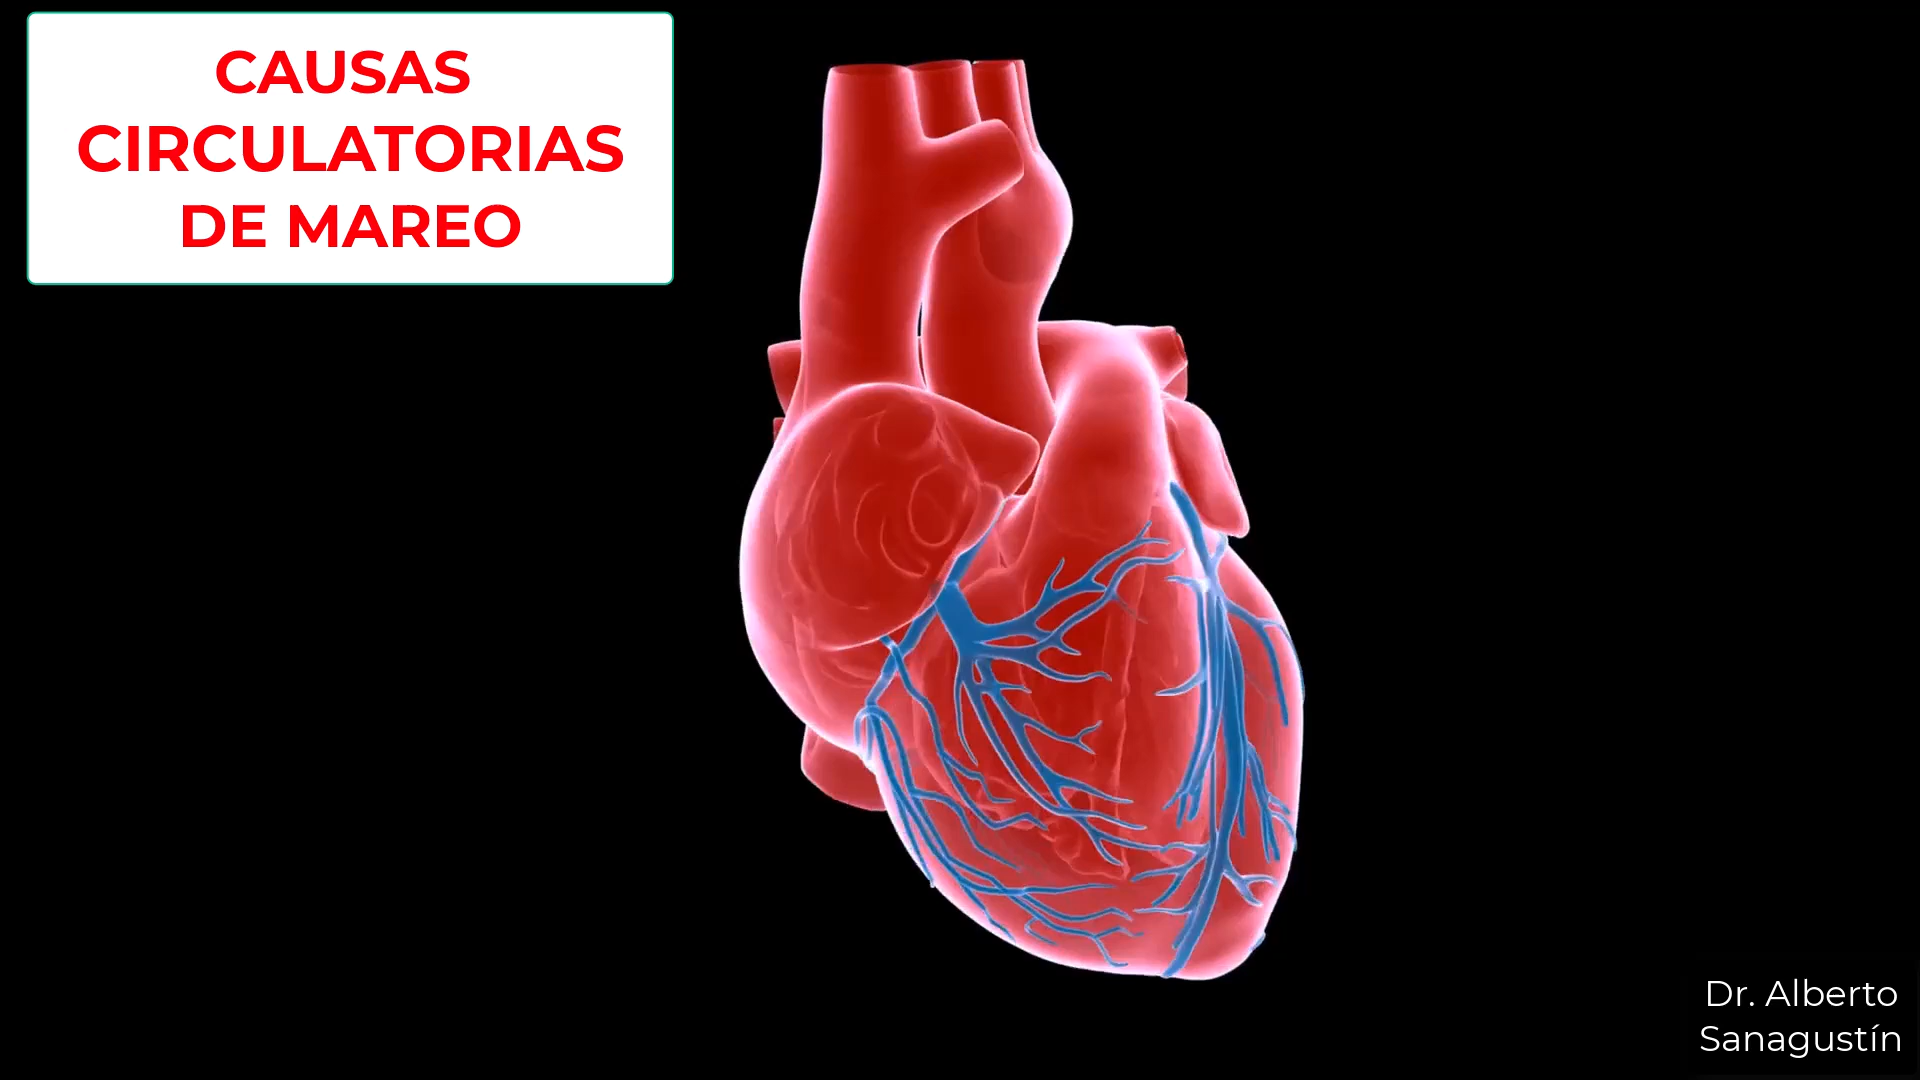 CAUSAS
CIRCULATORIAS
DE MAREO
Dr. Alberto
Sanagustín